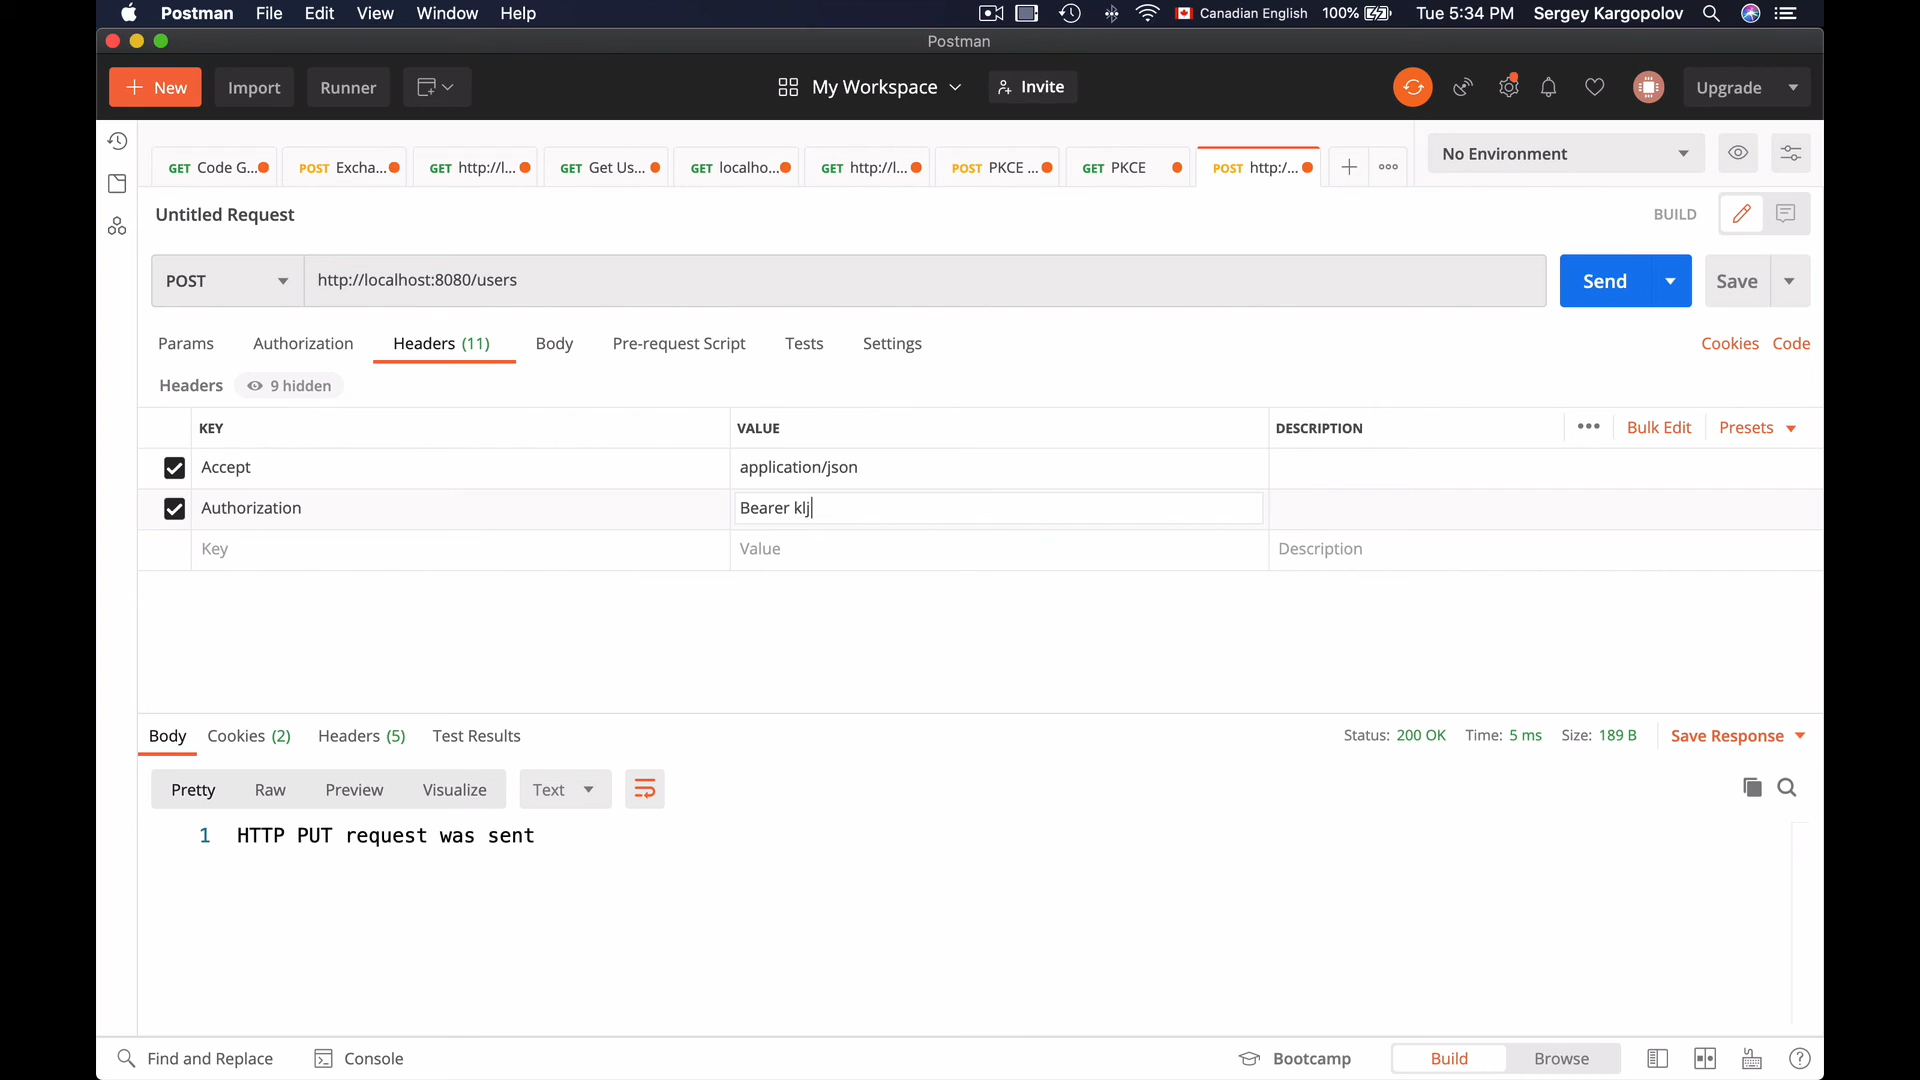 Postman File Edit View Window Help Canadian English 100% Tue 5:34 PM Sergey Kargopolov
Postman
New Import Runner My Workspace Invite Upgrade
GET Code G... POST Excha... GET http://l... GET Get Us... GET localho... GET http://l... POST PKCE ... GET PKCE POST http:/... No Environment
Untitled Request BUILD
POST http://localhost:8080/users Send Save
Params Authorization Headers (11) Body Pre-request Script Tests Settings Cookies Code
Headers 9 hidden
KEY VALUE DESCRIPTION ••• Bulk Edit Presets
Accept application/json
Authorization Bearer klj
Key Value Description
Body Cookies (2) Headers (5) Test Results Status: 200 OK Time: 5 ms Size: 189 B Save Response
Pretty Raw Preview Visualize Text
1 HTTP PUT request was sent
Find and Replace Console Bootcamp Build Browse